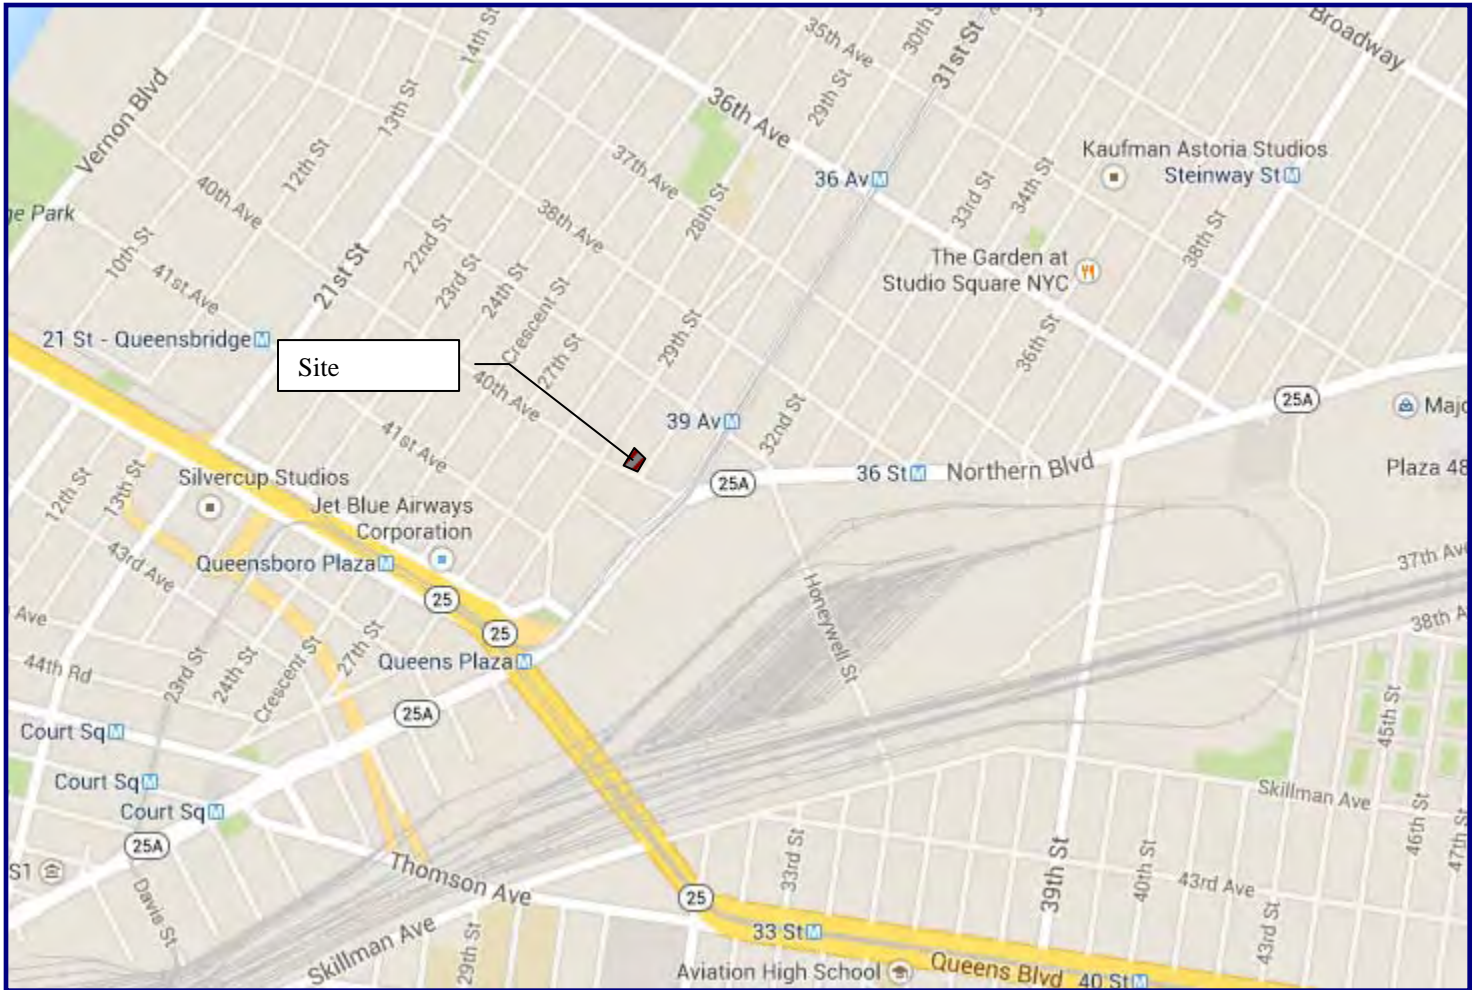 14th St
30th St
31st St
35th Ave
Broadway
Vernon Blvd
13th St
36th Ave
29th St
12th St
37th Ave
Kaufman Astoria Studios
36 Av M
Steinway St M
33rd St
34th St
40th Ave
ge Park
28th St
38th Ave
22nd St
38th St
10th St
41st Ave
21st St
23rd St
24th St
The Garden at
Studio Square NYC
Crescent St
21 St - Queensbridge M
29th St
36th St
Site
27th St
40th Ave
25A
Majo
39 Av M
32nd St
41st Ave
Plaza 48
36 St M
Northern Blvd
25A
12th St
13th St
Silvercup Studios
Jet Blue Airways
Corporation
43rd Ave
Queensboro Plaza M
37th Ave
25
Honeywell St
Ave
38th A
25
27th St
Queens Plaza M
44th Rd
23rd St
24th St
Crescent St
25A
45th St
Court Sq M
Court Sq M
Skillman Ave
Court Sq M
25A
46th St
47th St
S1
Thomson Ave
33rd St
39th St
40th St
43rd Ave
25
Davis St
33 St M
43rd St
Skillman Ave
29th St
Aviation High School
Queens Blvd
40 St M